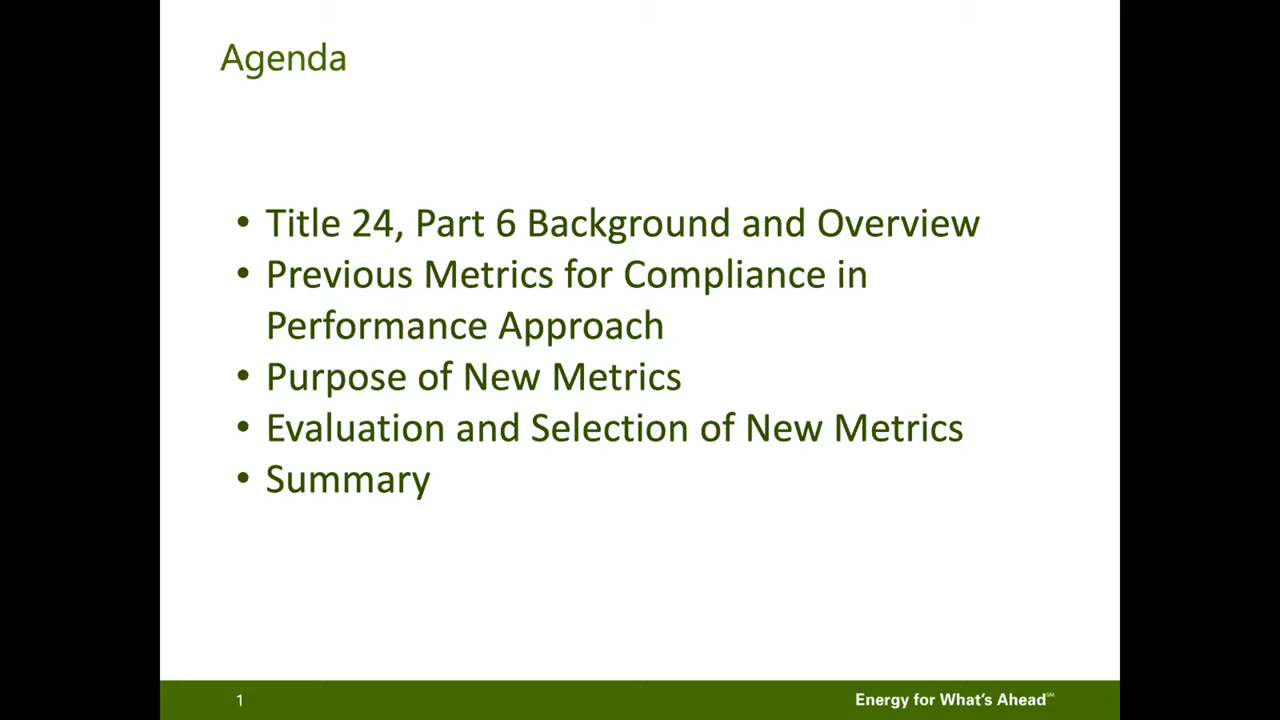 Agenda
• Title 24, Part 6 Background and Overview
• Previous Metrics for Compliance in
Performance Approach
• Purpose of New Metrics
• Evaluation and Selection of New Metrics
• Summary
1
Energy for What's Ahead℠